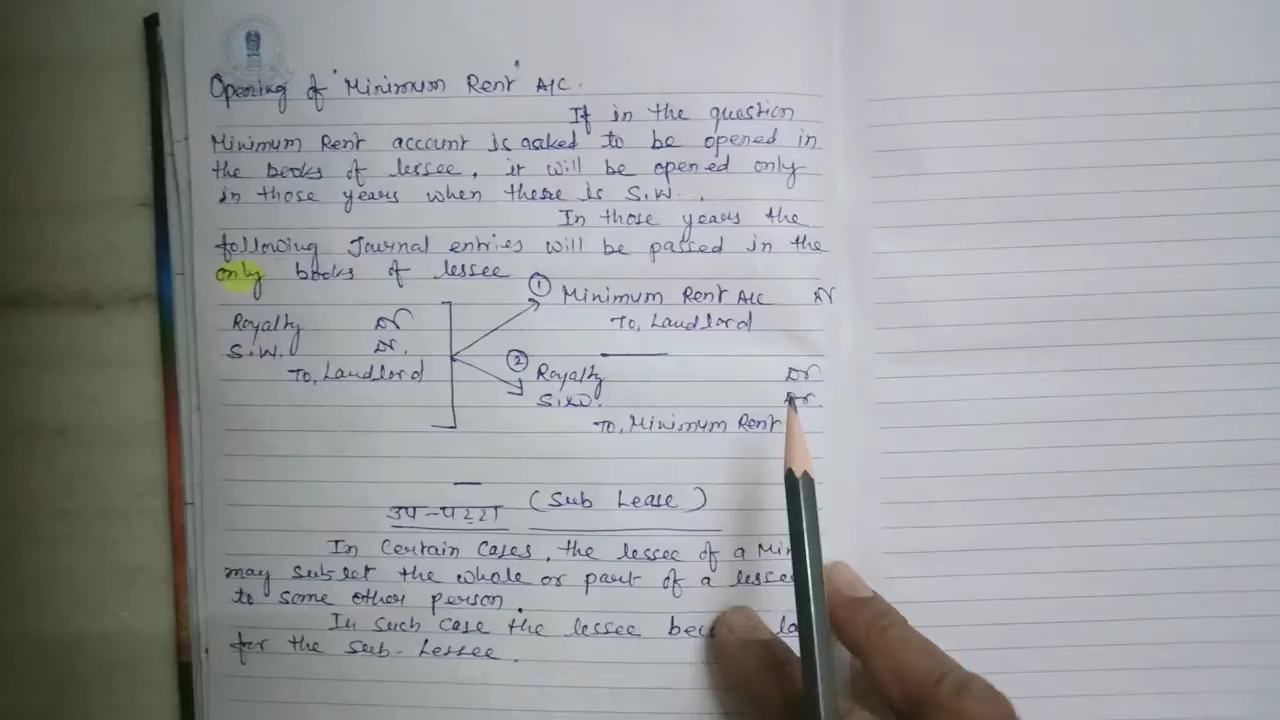 Opening of "Minimum Rent" A/C.
If in the question
Minimum Rent account is asked to be opened in
the books of lessee, it will be opened only
in those years when there is S.W.
In those years the
following Journal entries will be passed in the
only books of lessee
① Minimum Rent A/C Dr
To, Landlord
Royalty Dr
S.W. Dr.
To, Landlord
② Royalty Dr
S.W. Dr.
To, Minimum Rent
उप-पट्टा (Sub Lease)
In Certain Cases, the lessee of a
may sub let the whole or part of a
to some other person.
In such case the lessee
for the sub-lessee.